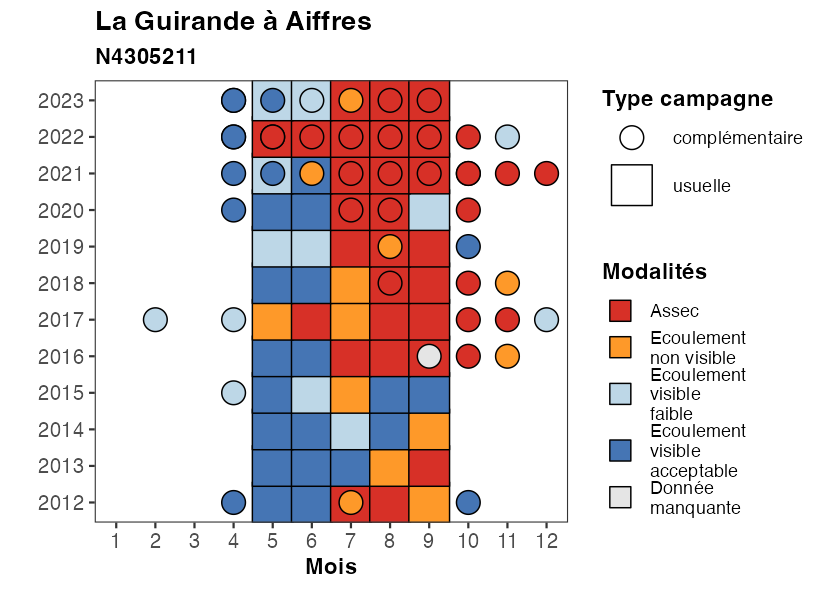 La Guirande à Aiffres
N4305211
2023
2022
2021
2020
2019
2018
2017
2016
2015
2014
2013
2012
1 2 3 4 5 6 7 8 9 10 11 12
Mois
Type campagne
complémentaire
usuelle
Modalités
Assec
Ecoulement
non visible
Ecoulement
visible
faible
Ecoulement
visible
acceptable
Donnée
manquante